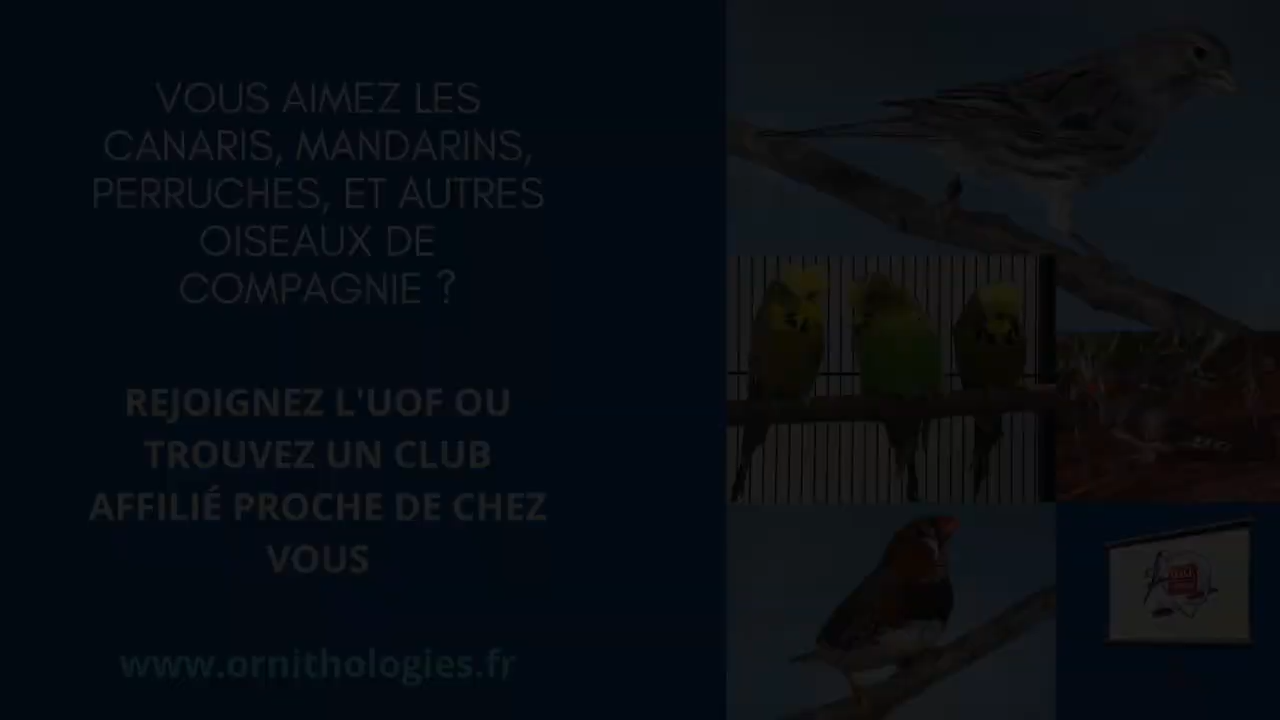 VOUS AIMEZ LES
CANARIS, MANDARINS,
PERRUCHES, ET AUTRES
OISEAUX DE
COMPAGNIE ?
REJOIGNEZ L'UOF OU
TROUVEZ UN CLUB
AFFILIÉ PROCHE DE CHEZ
VOUS
www.ornithologies.fr